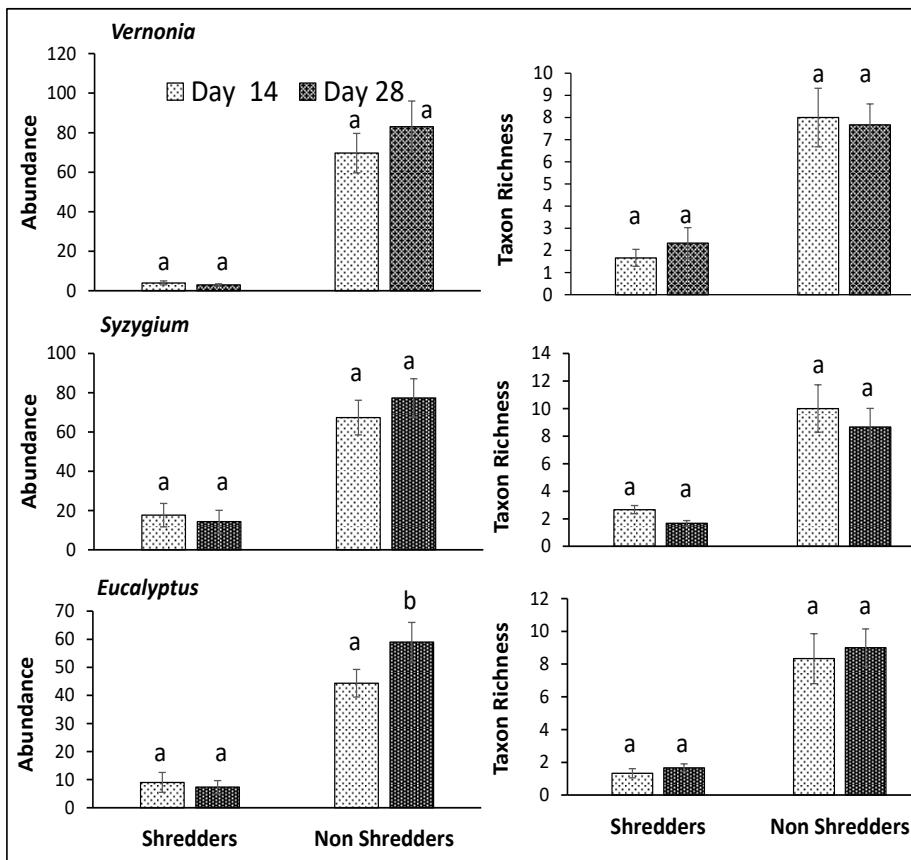 Vernonia
Abundance
120
100
80
60
40
20
0
Day 14 Day 28
a a a a
Taxon Richness
10
9
8
7
6
5
4
3
2
1
0
a a a a
Syzygium
Abundance
100
80
60
40
20
0
a a a a
Taxon Richness
14
12
10
8
6
4
2
0
a a a a
Eucalyptus
Abundance
70
60
50
40
30
20
10
0
a a a b
Shredders Non Shredders
Taxon Richness
12
10
8
6
4
2
0
a a a a
Shredders Non Shredders